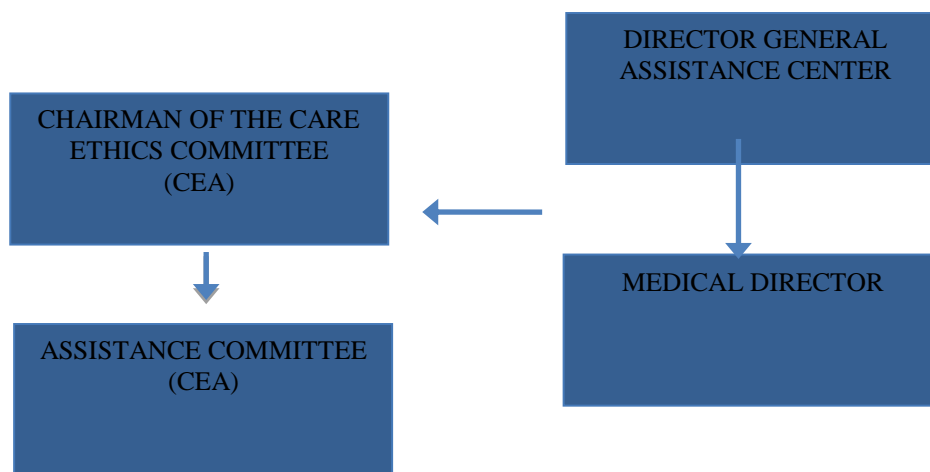 DIRECTOR GENERAL
ASSISTANCE CENTER
CHAIRMAN OF THE CARE
ETHICS COMMITTEE
(CEA)
MEDICAL DIRECTOR
ASSISTANCE COMMITTEE
(CEA)